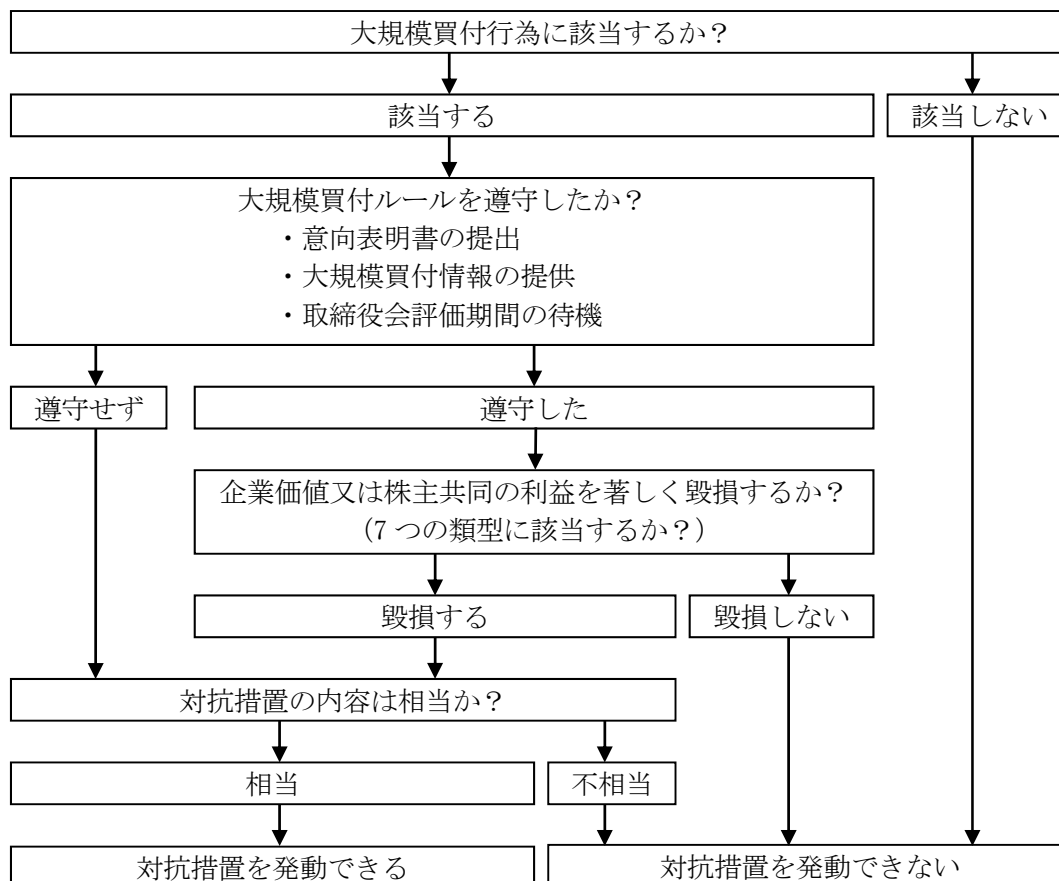 大規模買付行為に該当するか？
該当する
該当しない
大規模買付ルールを遵守したか？
・意向表明書の提出
・大規模買付情報の提供
・取締役会評価期間の待機
遵守せず
遵守した
企業価値又は株主共同の利益を著しく毀損するか？
（7 つの類型に該当するか？）
毀損する
毀損しない
対抗措置の内容は相当か？
相当
不相当
対抗措置を発動できる
対抗措置を発動できない